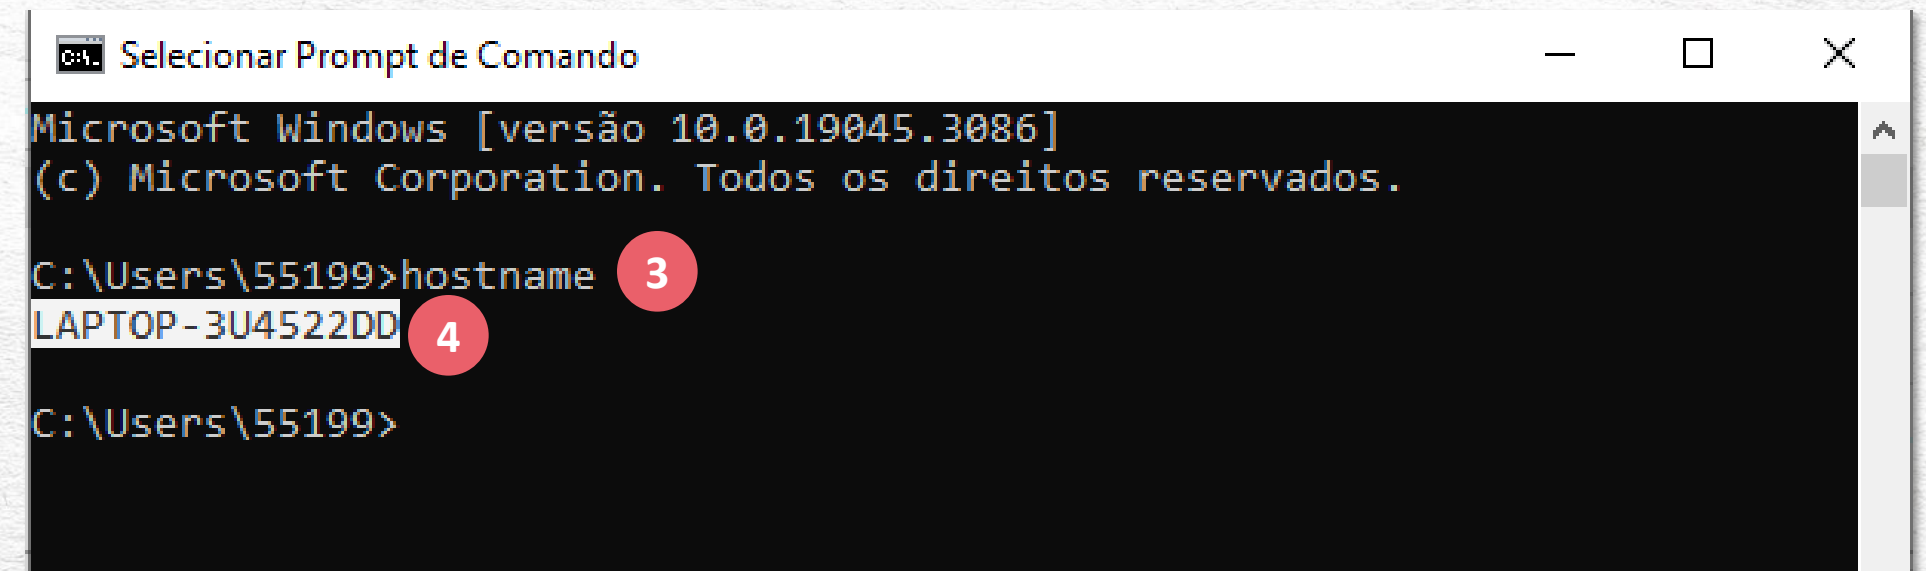 Selecionar Prompt de Comando
Microsoft Windows [versão 10.0.19045.3086]
(c) Microsoft Corporation. Todos os direitos reservados.
C:\Users\55199>hostname 3
LAPTOP-3U4522DD 4
C:\Users\55199>